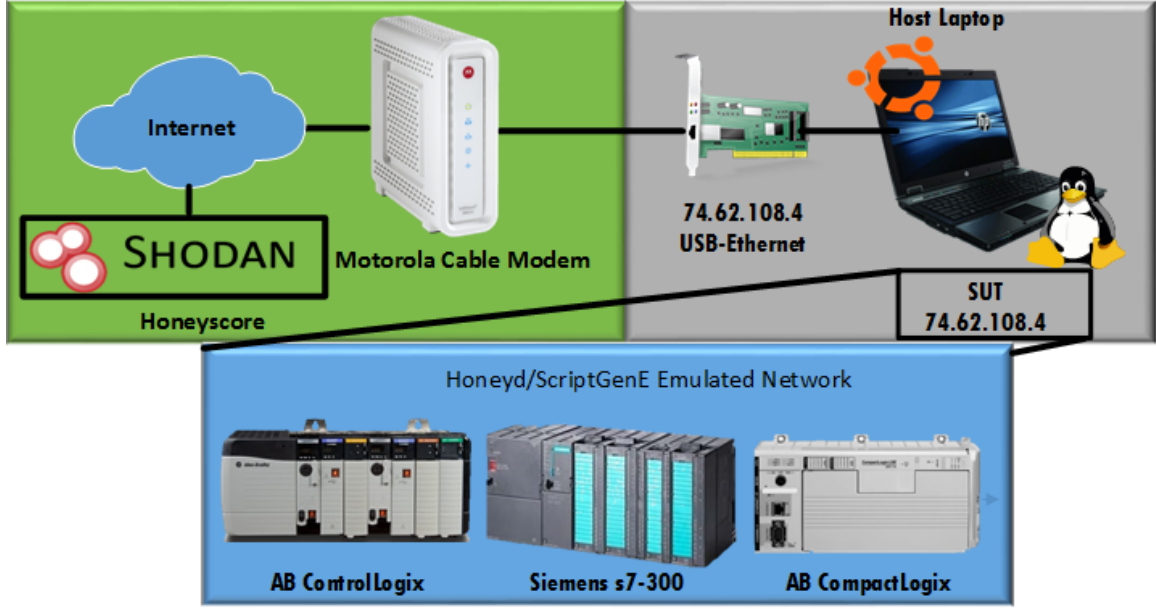 Host Laptop
Internet
SHODAN
Honeyscore
Motorola Cable Modem
74.62.108.4
USB-Ethernet
hp
SUT
74.62.108.4
Honeyd/ScriptGenE Emulated Network
AB ControlLogix
Siemens s7-300
AB CompactLogix